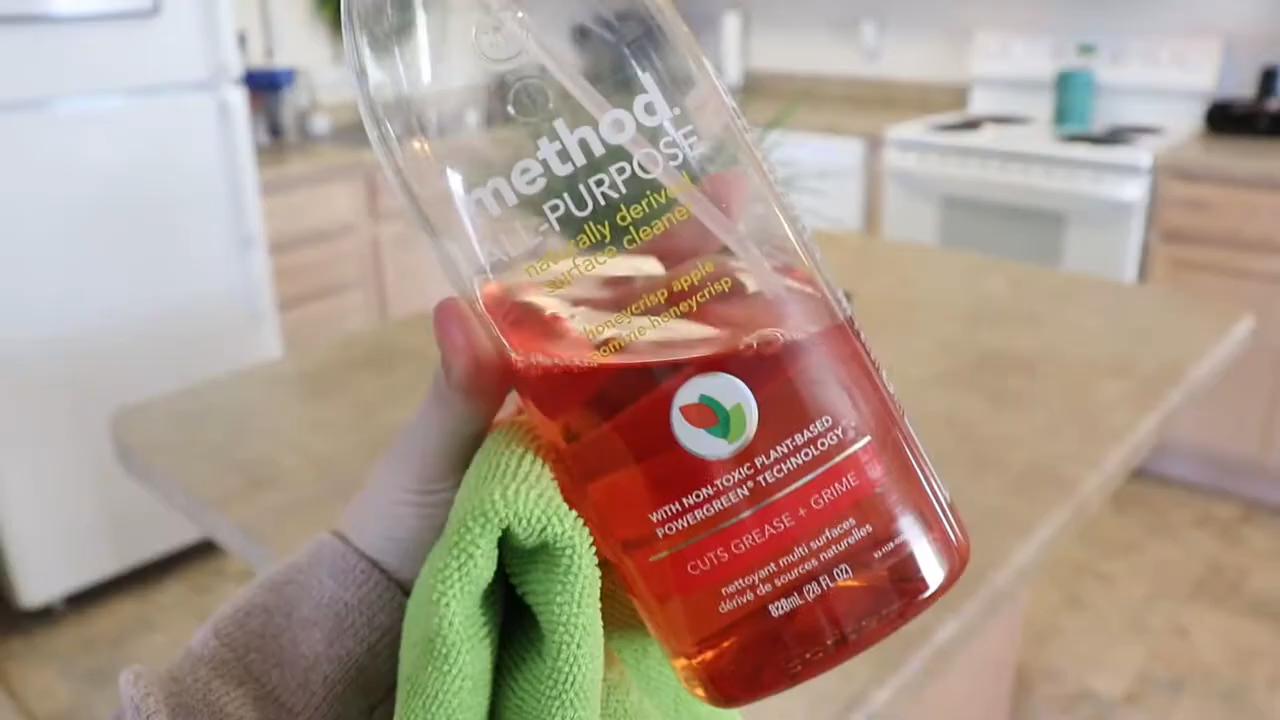 method.
ALL-PURPOSE
naturally derived
surface cleaner
honeycrisp apple
pomme honeycrisp
WITH NON-TOXIC PLANT-BASED
POWERGREEN® TECHNOLOGY
CUTS GREASE + GRIME
nettoyant multi surfaces
dérivé de sources naturelles
828mL (28 FL OZ)